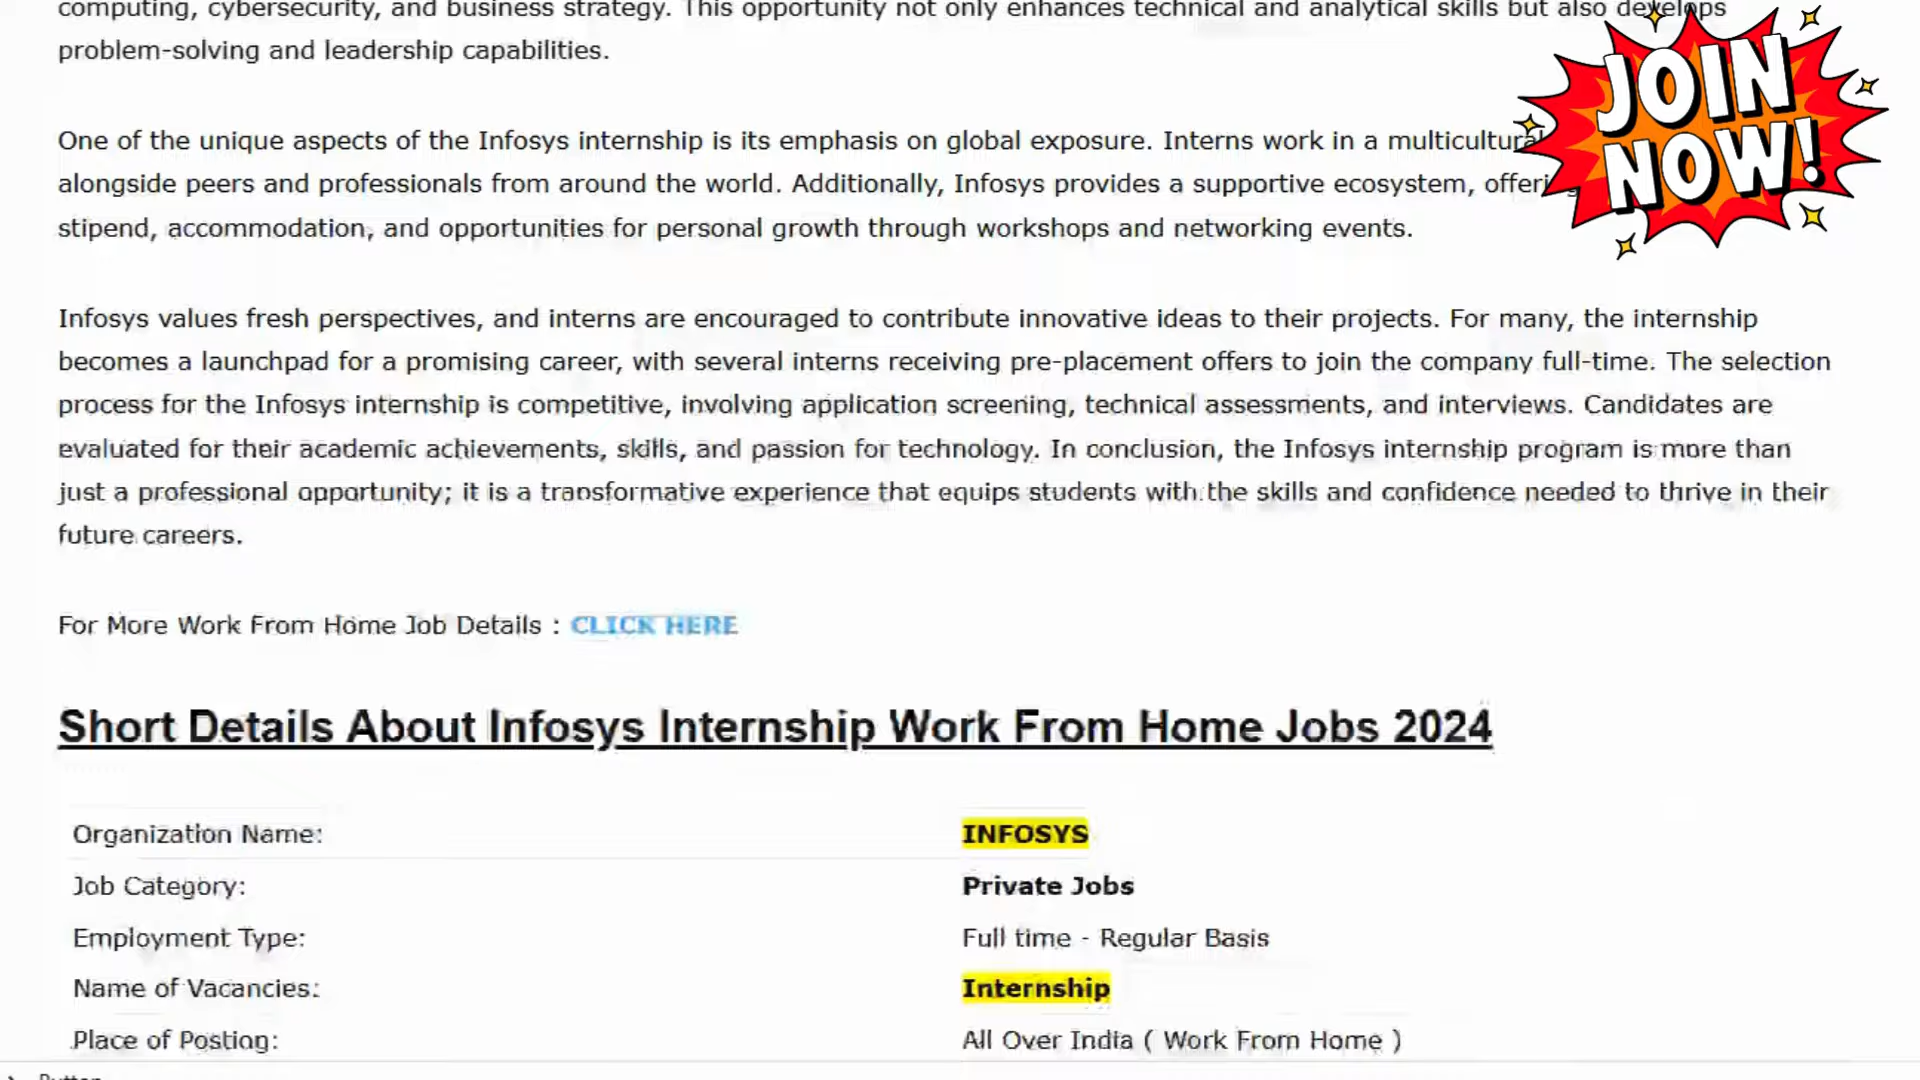 computing, cybersecurity, and business strategy. This opportunity not only enhances technical and analytical skills but also develops
problem-solving and leadership capabilities.
JOIN
NOW!
One of the unique aspects of the Infosys internship is its emphasis on global exposure. Interns work in a multicultural
alongside peers and professionals from around the world. Additionally, Infosys provides a supportive ecosystem,
stipend, accommodation, and opportunities for personal growth through workshops and networking events.
Infosys values fresh perspectives, and interns are encouraged to contribute innovative ideas to their projects. For many, the internship
becomes a launchpad for a promising career, with several interns receiving pre-placement offers to join the company full-time. The selection
process for the Infosys internship is competitive, involving application screening, technical assessments, and interviews. Candidates are
evaluated for their academic achievements, skills, and passion for technology. In conclusion, the Infosys internship program is more than
just a professional opportunity; it is a transformative experience that equips students with the skills and confidence needed to thrive in their
future careers.
For More Work From Home Job Details : CLICK HERE
Short Details About Infosys Internship Work From Home Jobs 2024
Organization Name: INFOSYS
Job Category: Private Jobs
Employment Type: Full time - Regular Basis
Name of Vacancies: Internship
Place of Posting: All Over India ( Work From Home )